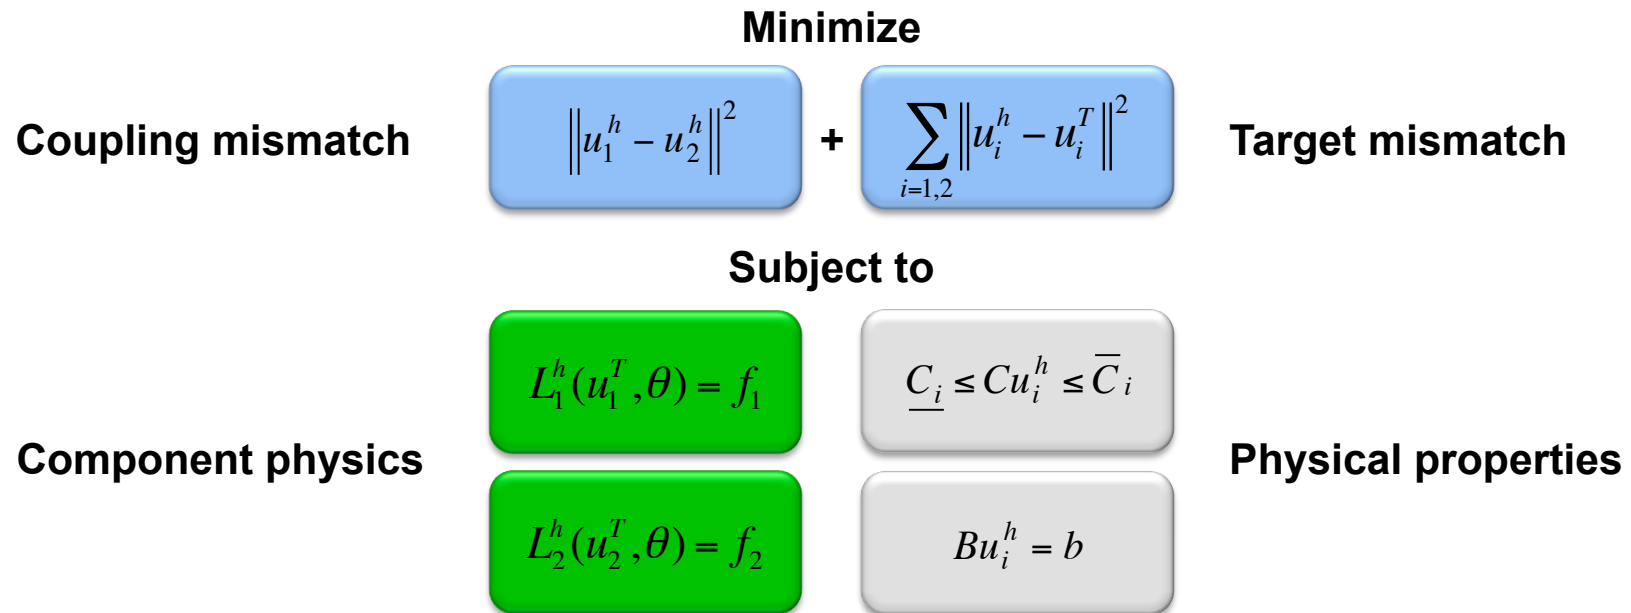 Minimize
Coupling mismatch
‖u₁ʰ − u₂ʰ‖²
+
∑ᵢ₌₁,₂ ‖uᵢʰ − uᵢᵀ‖²
Target mismatch
Subject to
L₁ʰ(u₁ᵀ, θ) = f₁
C̲ᵢ ≤ Cuᵢʰ ≤ C̅ᵢ
Component physics
Physical properties
L₂ʰ(u₂ᵀ, θ) = f₂
Buᵢʰ = b